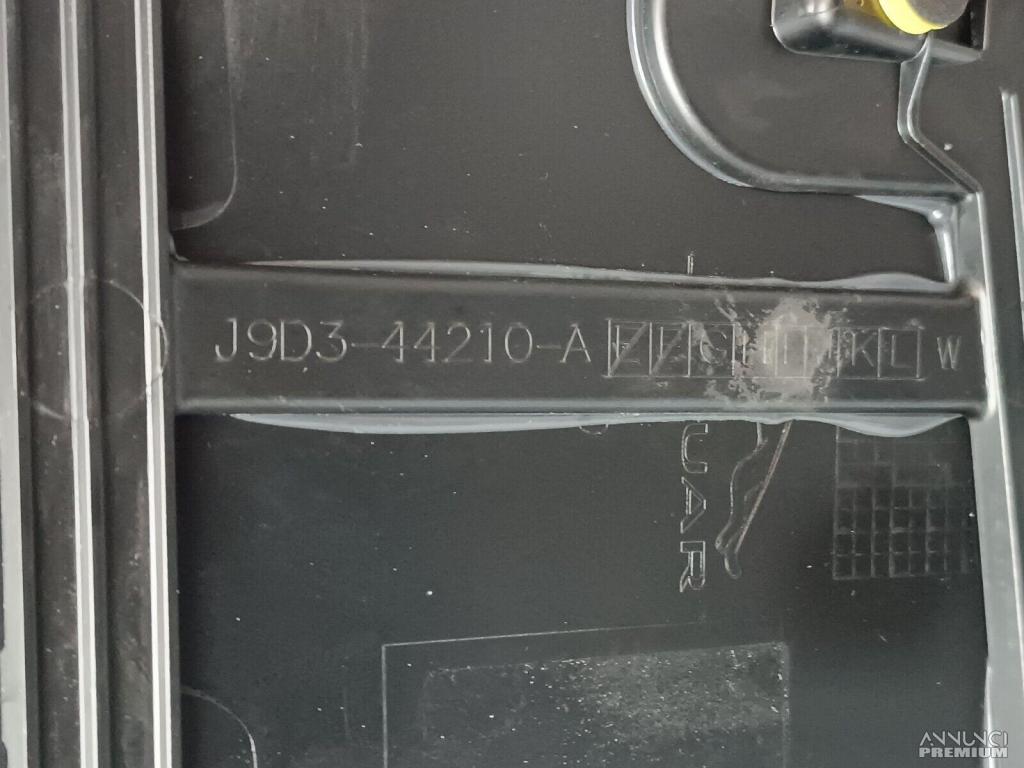 J9D3-44210-A E F G H J K L W
UAR
ANNUNCI
PREMIUM